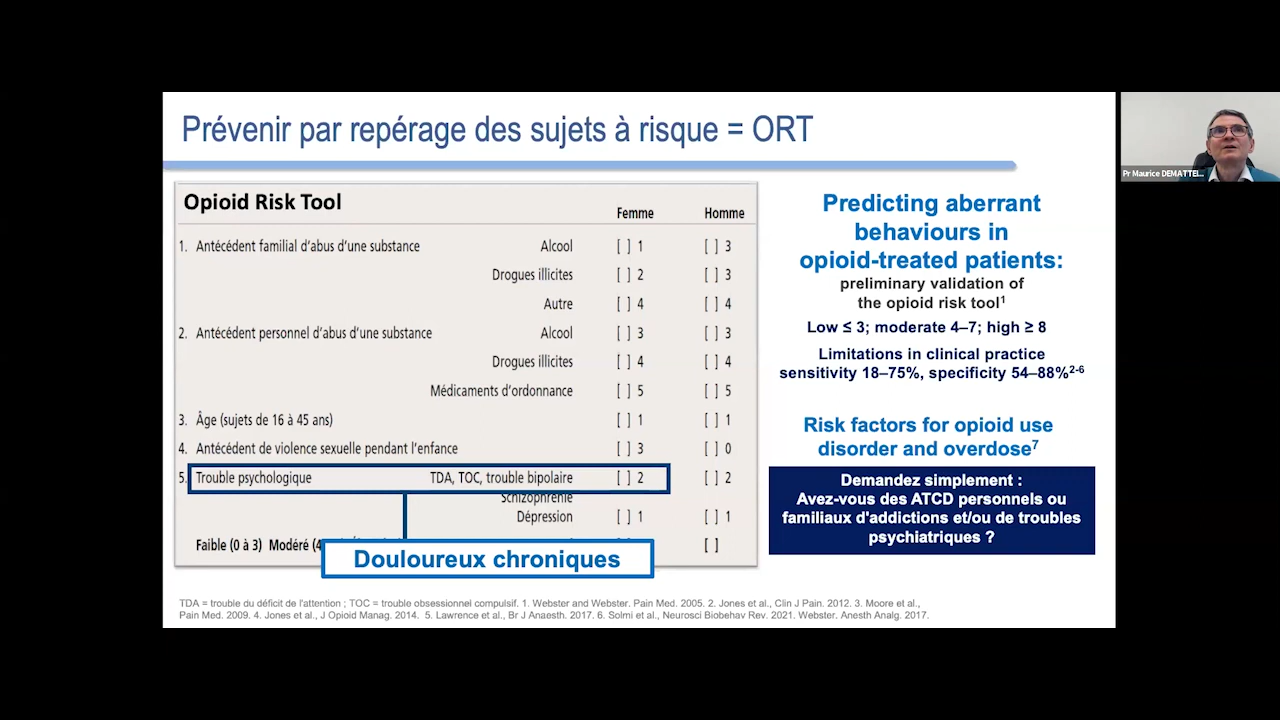 Prévenir par repérage des sujets à risque = ORT
Pr Maurice DEMATTEI...
Opioid Risk Tool
Femme Homme
1. Antécédent familial d'abus d'une substance Alcool [ ] 1 [ ] 3
Drogues illicites [ ] 2 [ ] 3
Autre [ ] 4 [ ] 4
2. Antécédent personnel d'abus d'une substance Alcool [ ] 3 [ ] 3
Drogues illicites [ ] 4 [ ] 4
Médicaments d'ordonnance [ ] 5 [ ] 5
3. Âge (sujets de 16 à 45 ans) [ ] 1 [ ] 1
4. Antécédent de violence sexuelle pendant l'enfance [ ] 3 [ ] 0
5. Trouble psychologique TDA, TOC, trouble bipolaire [ ] 2 [ ] 2
Schizophrénie
Dépression [ ] 1 [ ] 1
Faible (0 à 3) Modéré (4 [ ]
Douloureux chroniques
Predicting aberrant
behaviours in
opioid-treated patients:
preliminary validation of
the opioid risk tool1
Low ≤ 3; moderate 4–7; high ≥ 8
Limitations in clinical practice
sensitivity 18–75%, specificity 54–88%2-6
Risk factors for opioid use
disorder and overdose7
Demandez simplement :
Avez-vous des ATCD personnels ou
familiaux d'addictions et/ou de troubles
psychiatriques ?
TDA = trouble du déficit de l'attention ; TOC = trouble obsessionnel compulsif. 1. Webster and Webster. Pain Med. 2005. 2. Jones et al., Clin J Pain. 2012. 3. Moore et al.,
Pain Med. 2009. 4. Jones et al., J Opioid Manag. 2014. 5. Lawrence et al., Br J Anaesth. 2017. 6. Solmi et al., Neurosci Biobehav Rev. 2021. Webster. Anesth Analg. 2017.